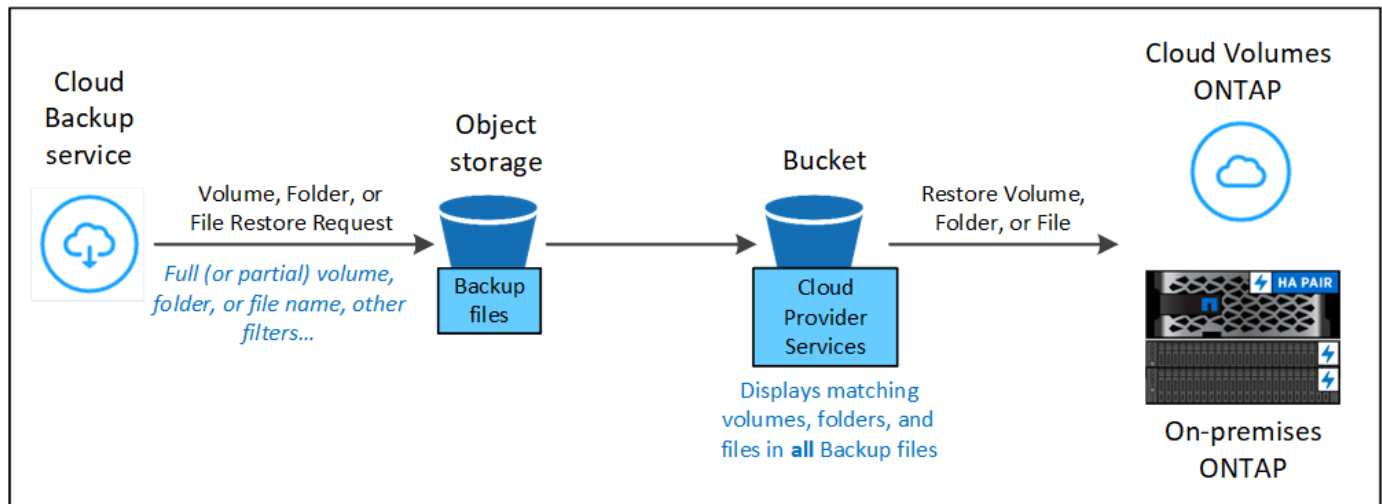 Cloud
Backup
service
Volume, Folder, or
File Restore Request
Full (or partial) volume,
folder, or file name, other
filters...
Object
storage
Backup
files
Bucket
Cloud
Provider
Services
Displays matching
volumes, folders, and
files in all Backup files
Restore Volume,
Folder, or File
Cloud Volumes
ONTAP
HA PAIR
On-premises
ONTAP